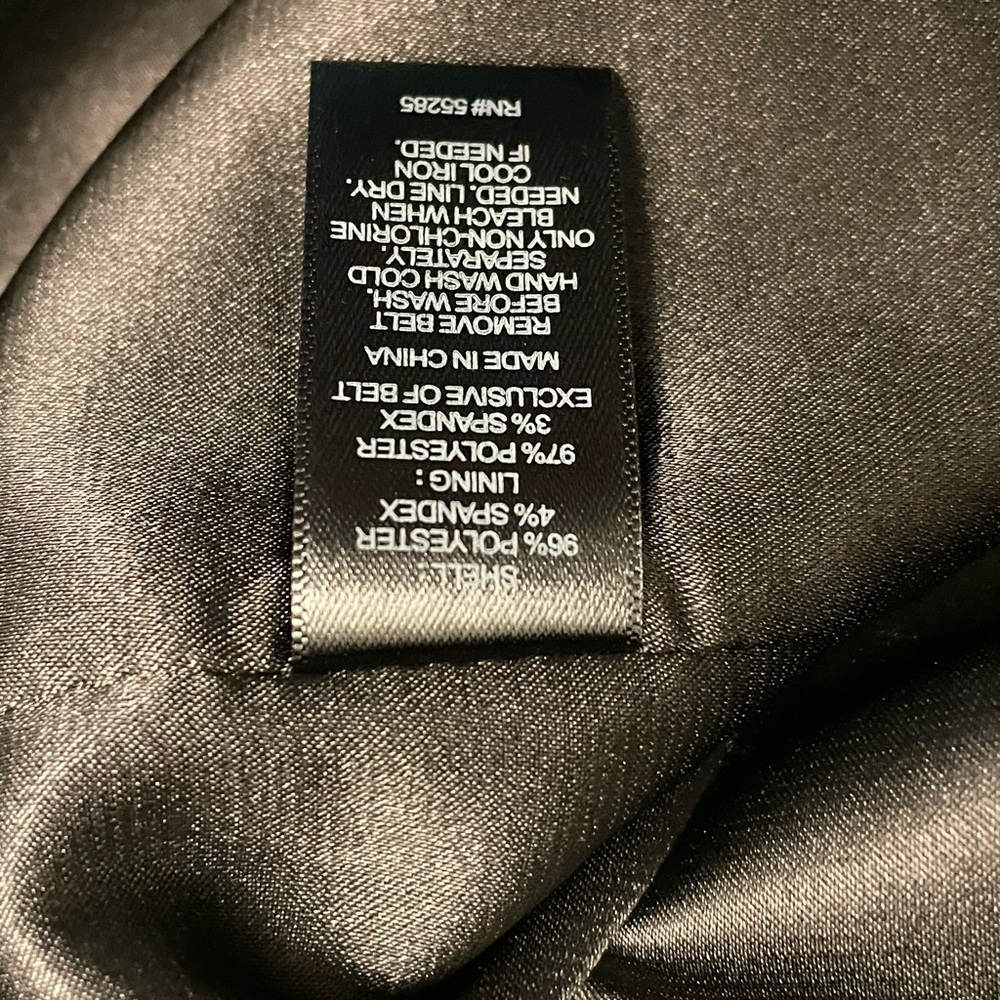 SHELL:
96% POLYESTER
4% SPANDEX
LINING :
97% POLYESTER
3% SPANDEX
EXCLUSIVE OF BELT
MADE IN CHINA
REMOVE BELT
BEFORE WASH.
HAND WASH COLD
SEPARATELY.
ONLY NON-CHLORINE
BLEACH WHEN
NEEDED. LINE DRY.
COOL IRON
IF NEEDED.
RN# 55285